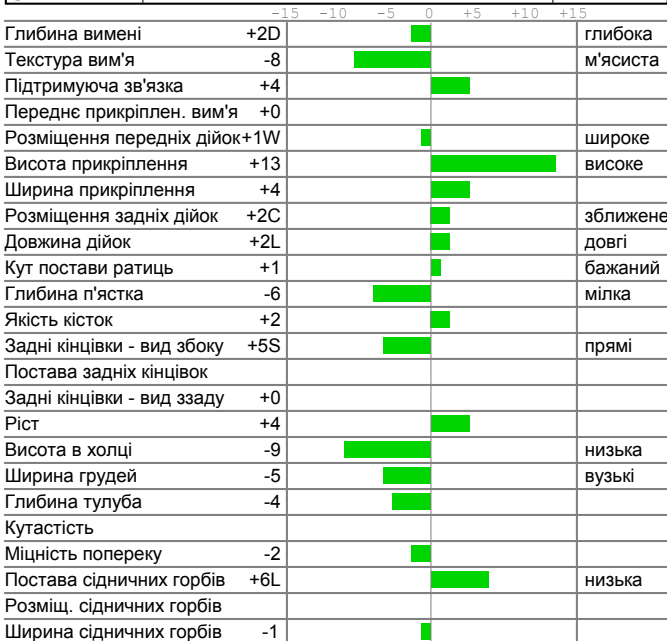 -15 -10 -5 0 +5 +10 +15
Глибина вимені +2D глибока
Текстура вим'я -8 м'ясиста
Підтримуюча зв'язка +4
Переднє прикріплен. вим'я +0
Розміщення передніх дійок+1W широке
Висота прикріплення +13 високе
Ширина прикріплення +4
Розміщення задніх дійок +2C зближене
Довжина дійок +2L довгі
Кут постави ратиць +1 бажаний
Глибина п'ястка -6 мілка
Якість кісток +2
Задні кінцівки - вид збоку +5S прямі
Постава задніх кінцівок
Задні кінцівки - вид ззаду +0
Ріст +4
Висота в холці -9 низька
Ширина грудей -5 вузькі
Глибина тулуба -4
Кутастість
Міцність попереку -2
Постава сідничних горбів +6L низька
Розміщ. сідничних горбів
Ширина сідничних горбів -1